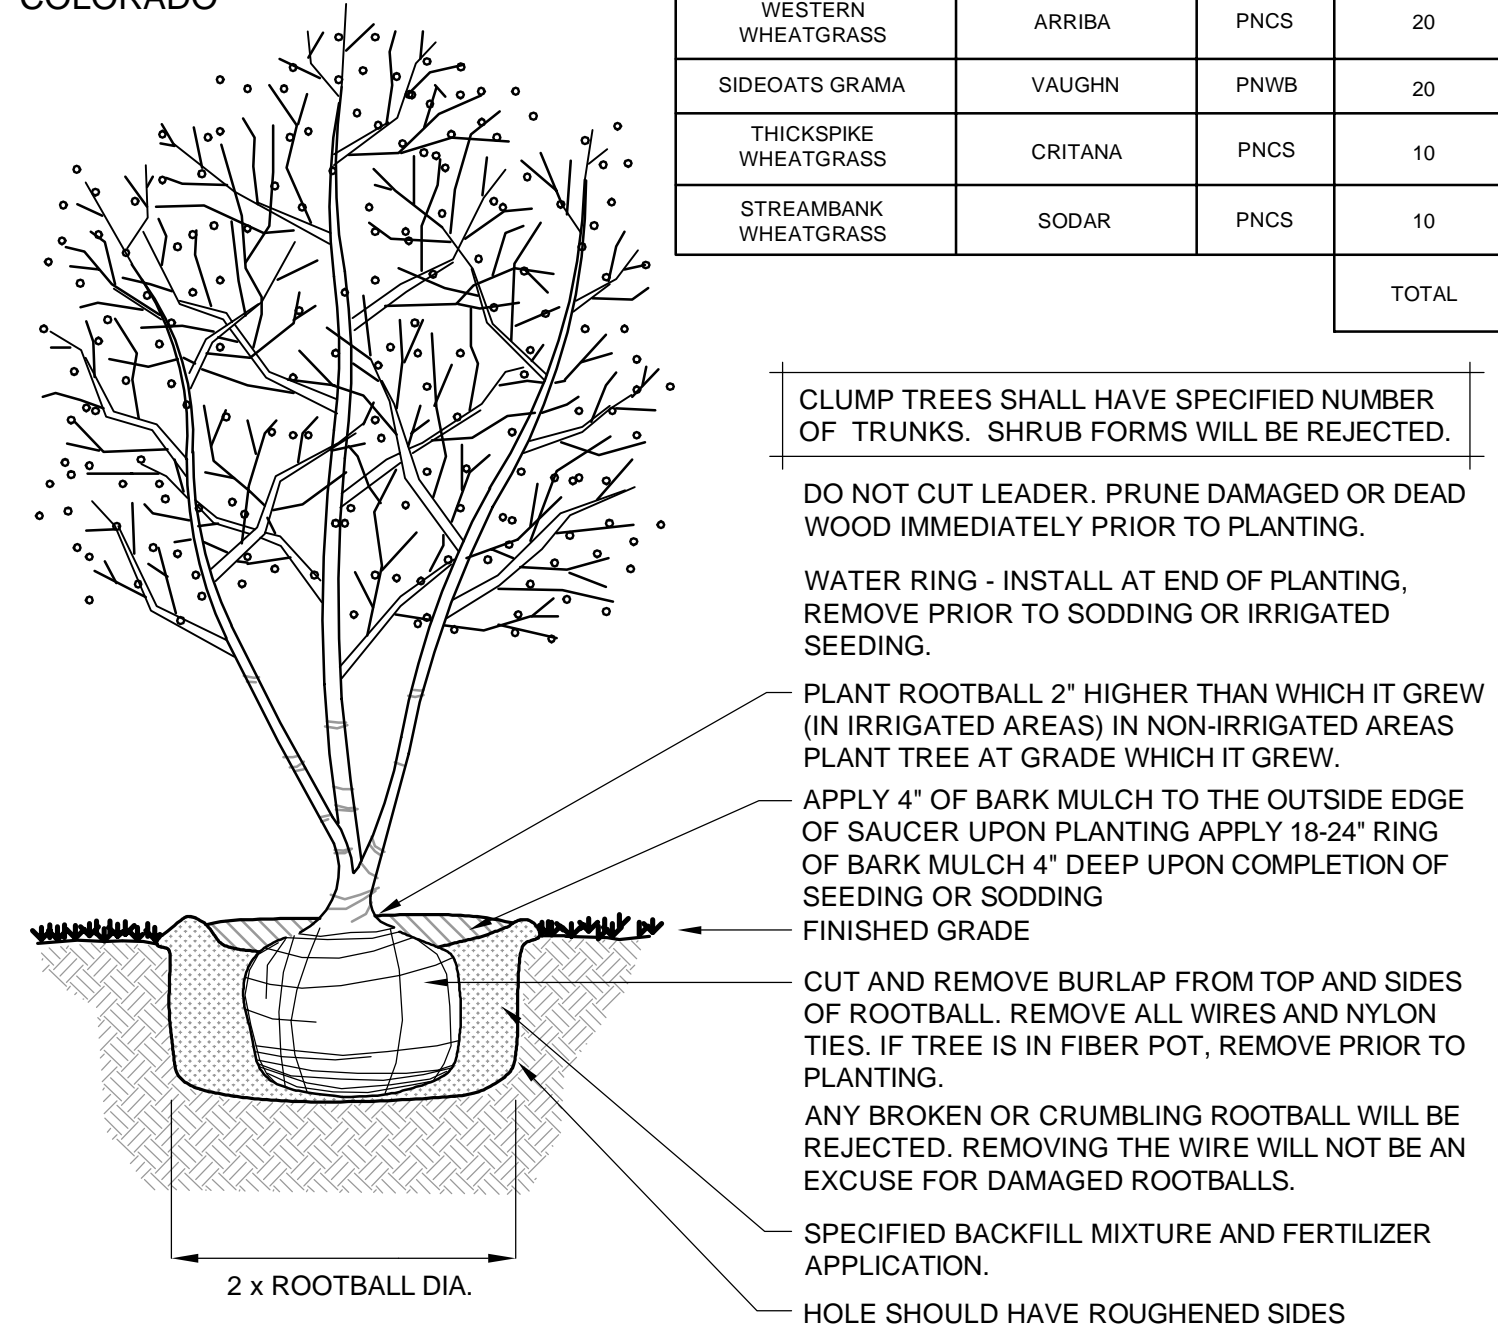 COLORADO
WESTERN
WHEATGRASS
ARRIBA
PNCS
20
SIDEOATS GRAMA
VAUGHN
PNWB
20
THICKSPIKE
WHEATGRASS
CRITANA
PNCS
10
STREAMBANK
WHEATGRASS
SODAR
PNCS
10
TOTAL
CLUMP TREES SHALL HAVE SPECIFIED NUMBER
OF TRUNKS. SHRUB FORMS WILL BE REJECTED.
DO NOT CUT LEADER. PRUNE DAMAGED OR DEAD
WOOD IMMEDIATELY PRIOR TO PLANTING.
WATER RING - INSTALL AT END OF PLANTING,
REMOVE PRIOR TO SODDING OR IRRIGATED
SEEDING.
PLANT ROOTBALL 2" HIGHER THAN WHICH IT GREW
(IN IRRIGATED AREAS) IN NON-IRRIGATED AREAS
PLANT TREE AT GRADE WHICH IT GREW.
APPLY 4" OF BARK MULCH TO THE OUTSIDE EDGE
OF SAUCER UPON PLANTING APPLY 18-24" RING
OF BARK MULCH 4" DEEP UPON COMPLETION OF
SEEDING OR SODDING
FINISHED GRADE
CUT AND REMOVE BURLAP FROM TOP AND SIDES
OF ROOTBALL. REMOVE ALL WIRES AND NYLON
TIES. IF TREE IS IN FIBER POT, REMOVE PRIOR TO
PLANTING.
ANY BROKEN OR CRUMBLING ROOTBALL WILL BE
REJECTED. REMOVING THE WIRE WILL NOT BE AN
EXCUSE FOR DAMAGED ROOTBALLS.
SPECIFIED BACKFILL MIXTURE AND FERTILIZER
APPLICATION.
HOLE SHOULD HAVE ROUGHENED SIDES
2 x ROOTBALL DIA.